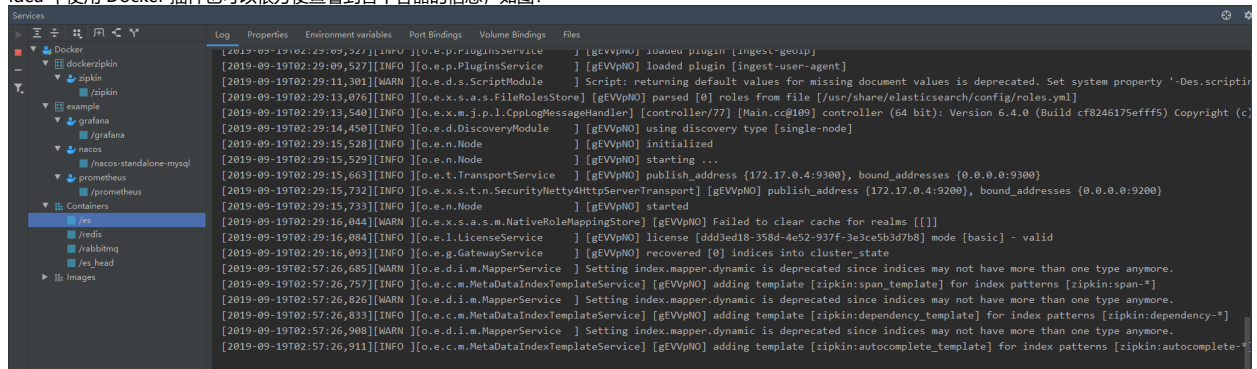 idea 中使用 Docker 插件也可以很方便查看到各个容器的信息，如图：
Services
Log Properties Environment variables Port Bindings Volume Bindings Files
Docker
dockerzipkin
zipkin
/zipkin
example
grafana
/grafana
nacos
/nacos-standalone-mysql
prometheus
/prometheus
Containers
/es
/redis
/rabbitmq
/es_head
Images
[2019-09-19T02:29:09,527][INFO ][o.e.p.PluginsService ] [gEVVpNO] loaded plugin [ingest-geoip]
[2019-09-19T02:29:09,527][INFO ][o.e.p.PluginsService ] [gEVVpNO] loaded plugin [ingest-user-agent]
[2019-09-19T02:29:11,301][WARN ][o.e.d.s.ScriptModule ] Script: returning default values for missing document values is deprecated. Set system property '-Des.scriptin
[2019-09-19T02:29:13,076][INFO ][o.e.x.s.a.s.FileRolesStore] [gEVVpNO] parsed [0] roles from file [/usr/share/elasticsearch/config/roles.yml]
[2019-09-19T02:29:13,540][INFO ][o.e.x.m.j.p.l.CppLogMessageHandler] [controller/77] [Main.cc@109] controller (64 bit): Version 6.4.0 (Build cf8246175efff5) Copyright (c)
[2019-09-19T02:29:14,450][INFO ][o.e.d.DiscoveryModule ] [gEVVpNO] using discovery type [single-node]
[2019-09-19T02:29:15,528][INFO ][o.e.n.Node ] [gEVVpNO] initialized
[2019-09-19T02:29:15,529][INFO ][o.e.n.Node ] [gEVVpNO] starting ...
[2019-09-19T02:29:15,663][INFO ][o.e.t.TransportService ] [gEVVpNO] publish_address {172.17.0.4:9300}, bound_addresses {0.0.0.0:9300}
[2019-09-19T02:29:15,732][INFO ][o.e.x.s.t.n.SecurityNetty4HttpServerTransport] [gEVVpNO] publish_address {172.17.0.4:9200}, bound_addresses {0.0.0.0:9200}
[2019-09-19T02:29:15,733][INFO ][o.e.n.Node ] [gEVVpNO] started
[2019-09-19T02:29:16,044][WARN ][o.e.x.s.a.s.m.NativeRoleMappingStore] [gEVVpNO] Failed to clear cache for realms [[]]
[2019-09-19T02:29:16,084][INFO ][o.e.l.LicenseService ] [gEVVpNO] license [ddd3ed18-358d-4e52-937f-3e3ce5b3d7b8] mode [basic] - valid
[2019-09-19T02:29:16,093][INFO ][o.e.g.GatewayService ] [gEVVpNO] recovered [0] indices into cluster_state
[2019-09-19T02:57:26,685][WARN ][o.e.d.i.m.MapperService ] Setting index.mapper.dynamic is deprecated since indices may not have more than one type anymore.
[2019-09-19T02:57:26,757][INFO ][o.e.c.m.MetaDataIndexTemplateService] [gEVVpNO] adding template [zipkin:span_template] for index patterns [zipkin:span-*]
[2019-09-19T02:57:26,826][WARN ][o.e.d.i.m.MapperService ] Setting index.mapper.dynamic is deprecated since indices may not have more than one type anymore.
[2019-09-19T02:57:26,833][INFO ][o.e.c.m.MetaDataIndexTemplateService] [gEVVpNO] adding template [zipkin:dependency_template] for index patterns [zipkin:dependency-*]
[2019-09-19T02:57:26,908][WARN ][o.e.d.i.m.MapperService ] Setting index.mapper.dynamic is deprecated since indices may not have more than one type anymore.
[2019-09-19T02:57:26,911][INFO ][o.e.c.m.MetaDataIndexTemplateService] [gEVVpNO] adding template [zipkin:autocomplete_template] for index patterns [zipkin:autocomplete-*